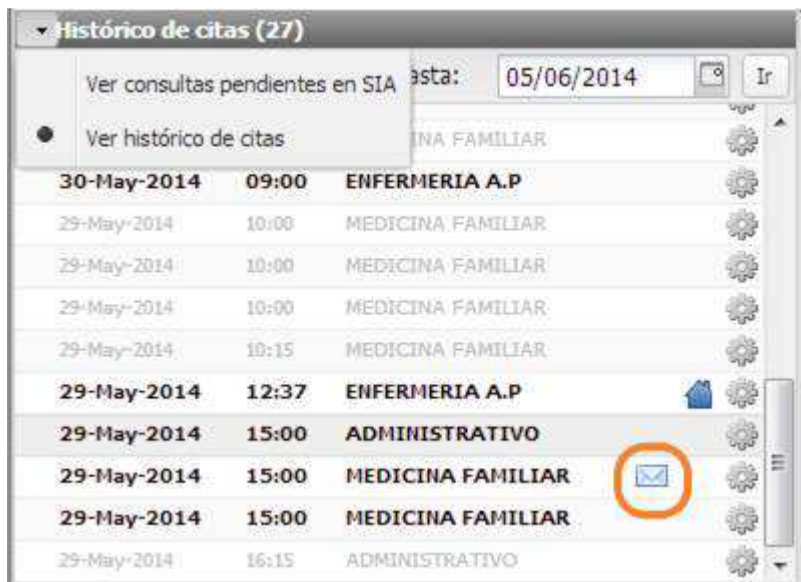 Histórico de citas (27)
Ver consultas pendientes en SIA asta: 05/06/2014 Ir
Ver histórico de citas INA FAMILIAR
30-May-2014 09:00 ENFERMERIA A.P
29-May-2014 10:00 MEDICINA FAMILIAR
29-May-2014 10:00 MEDICINA FAMILIAR
29-May-2014 10:00 MEDICINA FAMILIAR
29-May-2014 10:15 MEDICINA FAMILIAR
29-May-2014 12:37 ENFERMERIA A.P
29-May-2014 15:00 ADMINISTRATIVO
29-May-2014 15:00 MEDICINA FAMILIAR
29-May-2014 15:00 MEDICINA FAMILIAR
29-May-2014 16:15 ADMINISTRATIVO